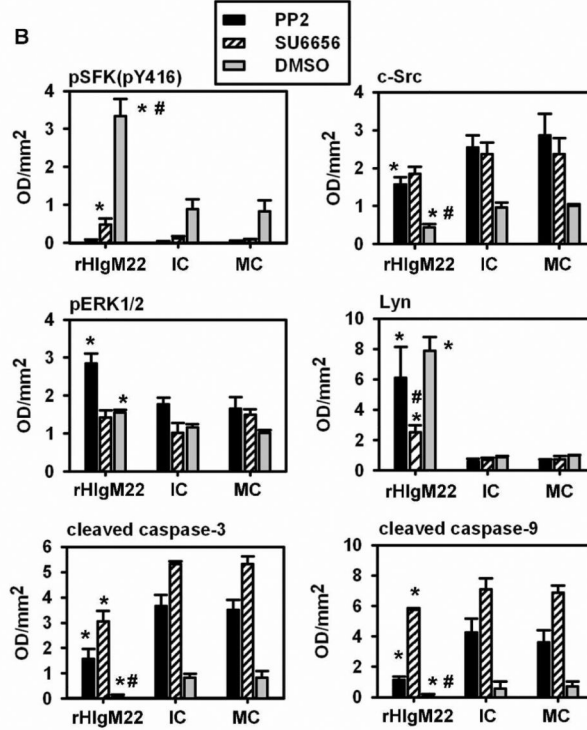 B
PP2
SU6656
DMSO
pSFK(pY416)
OD/mm2
4
3
2
1
0
* #
*
rHIgM22 IC MC
c-Src
OD/mm2
4
3
2
1
0
*
* #
rHIgM22 IC MC
pERK1/2
OD/mm2
4
3
2
1
0
*
*
rHIgM22 IC MC
Lyn
OD/mm2
10
8
6
4
2
0
*
*
#
*
rHIgM22 IC MC
cleaved caspase-3
OD/mm2
6
5
4
3
2
1
0
*
*
*#
rHIgM22 IC MC
cleaved caspase-9
OD/mm2
10
8
6
4
2
0
*
*
* #
rHIgM22 IC MC